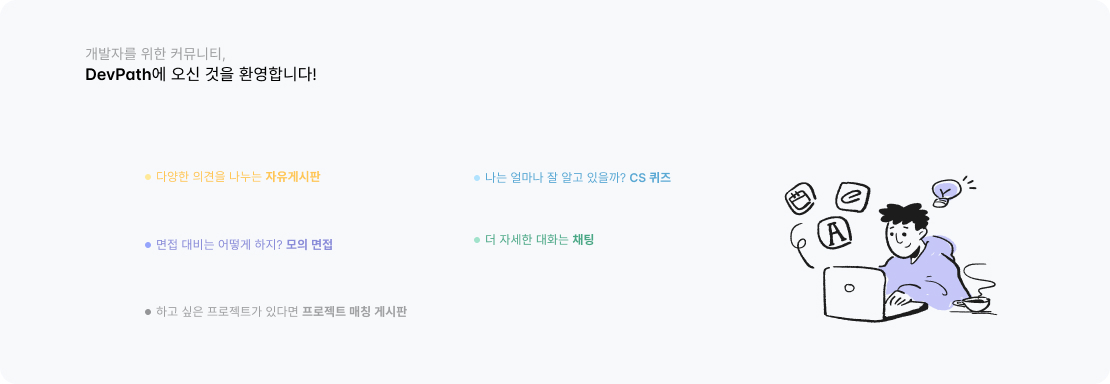 개발자를 위한 커뮤니티,
DevPath에 오신 것을 환영합니다!
다양한 의견을 나누는 자유게시판
나는 얼마나 잘 알고 있을까? CS 퀴즈
면접 대비는 어떻게 하지? 모의 면접
더 자세한 대화는 채팅
하고 싶은 프로젝트가 있다면 프로젝트 매칭 게시판
A